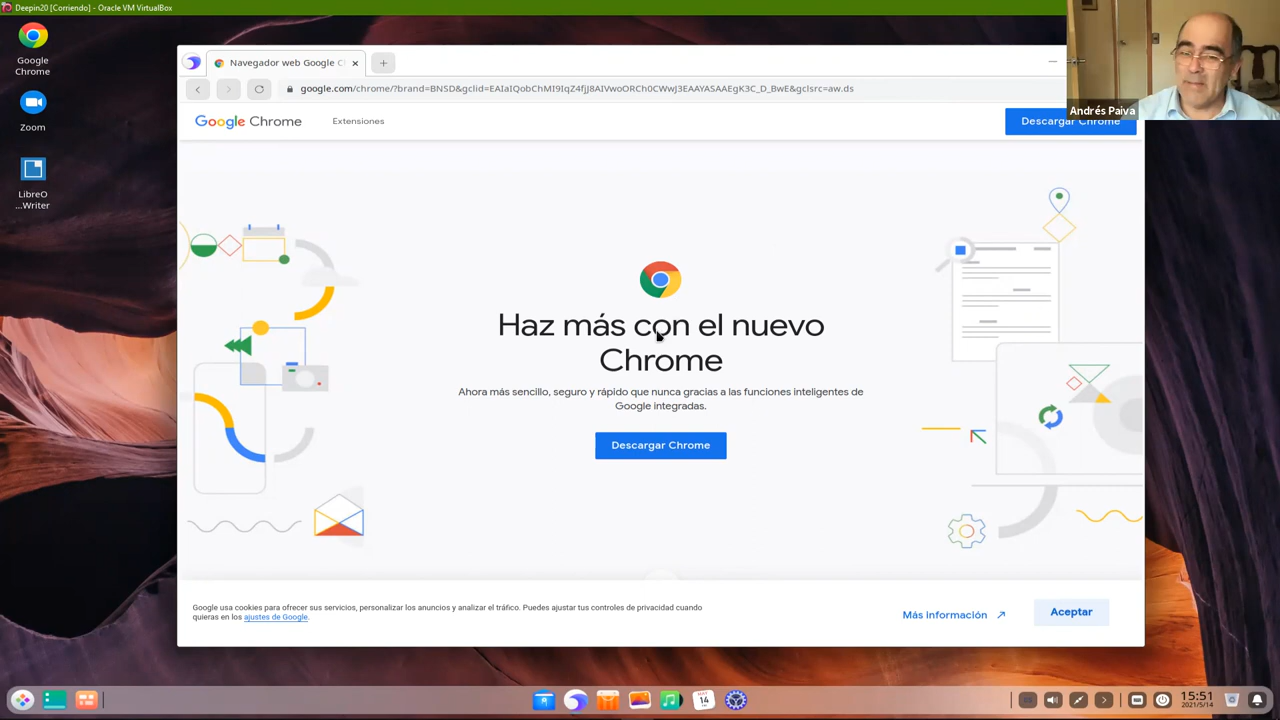 Deepin20 [Corriendo] - Oracle VM VirtualBox
Google
Chrome
Zoom
LibreO
...Writer
Navegador web Google C
google.com/chrome/?brand=BNSD&gclid=EAIaIQobChMI9IqZ4fjJ8AIVwoORCh0CWwJ3EAAYASAAEgK3C_D_BwE&gclsrc=aw.ds
Andrés Paiva
Google Chrome
Extensiones
Descargar Chrome
Haz más con el nuevo
Chrome
Ahora más sencillo, seguro y rápido que nunca gracias a las funciones inteligentes de
Google integradas.
Descargar Chrome
Google usa cookies para ofrecer sus servicios, personalizar los anuncios y analizar el tráfico. Puedes ajustar tus controles de privacidad cuando
quieras en los ajustes de Google.
Más información
Aceptar
14
15:51
2021/5/14